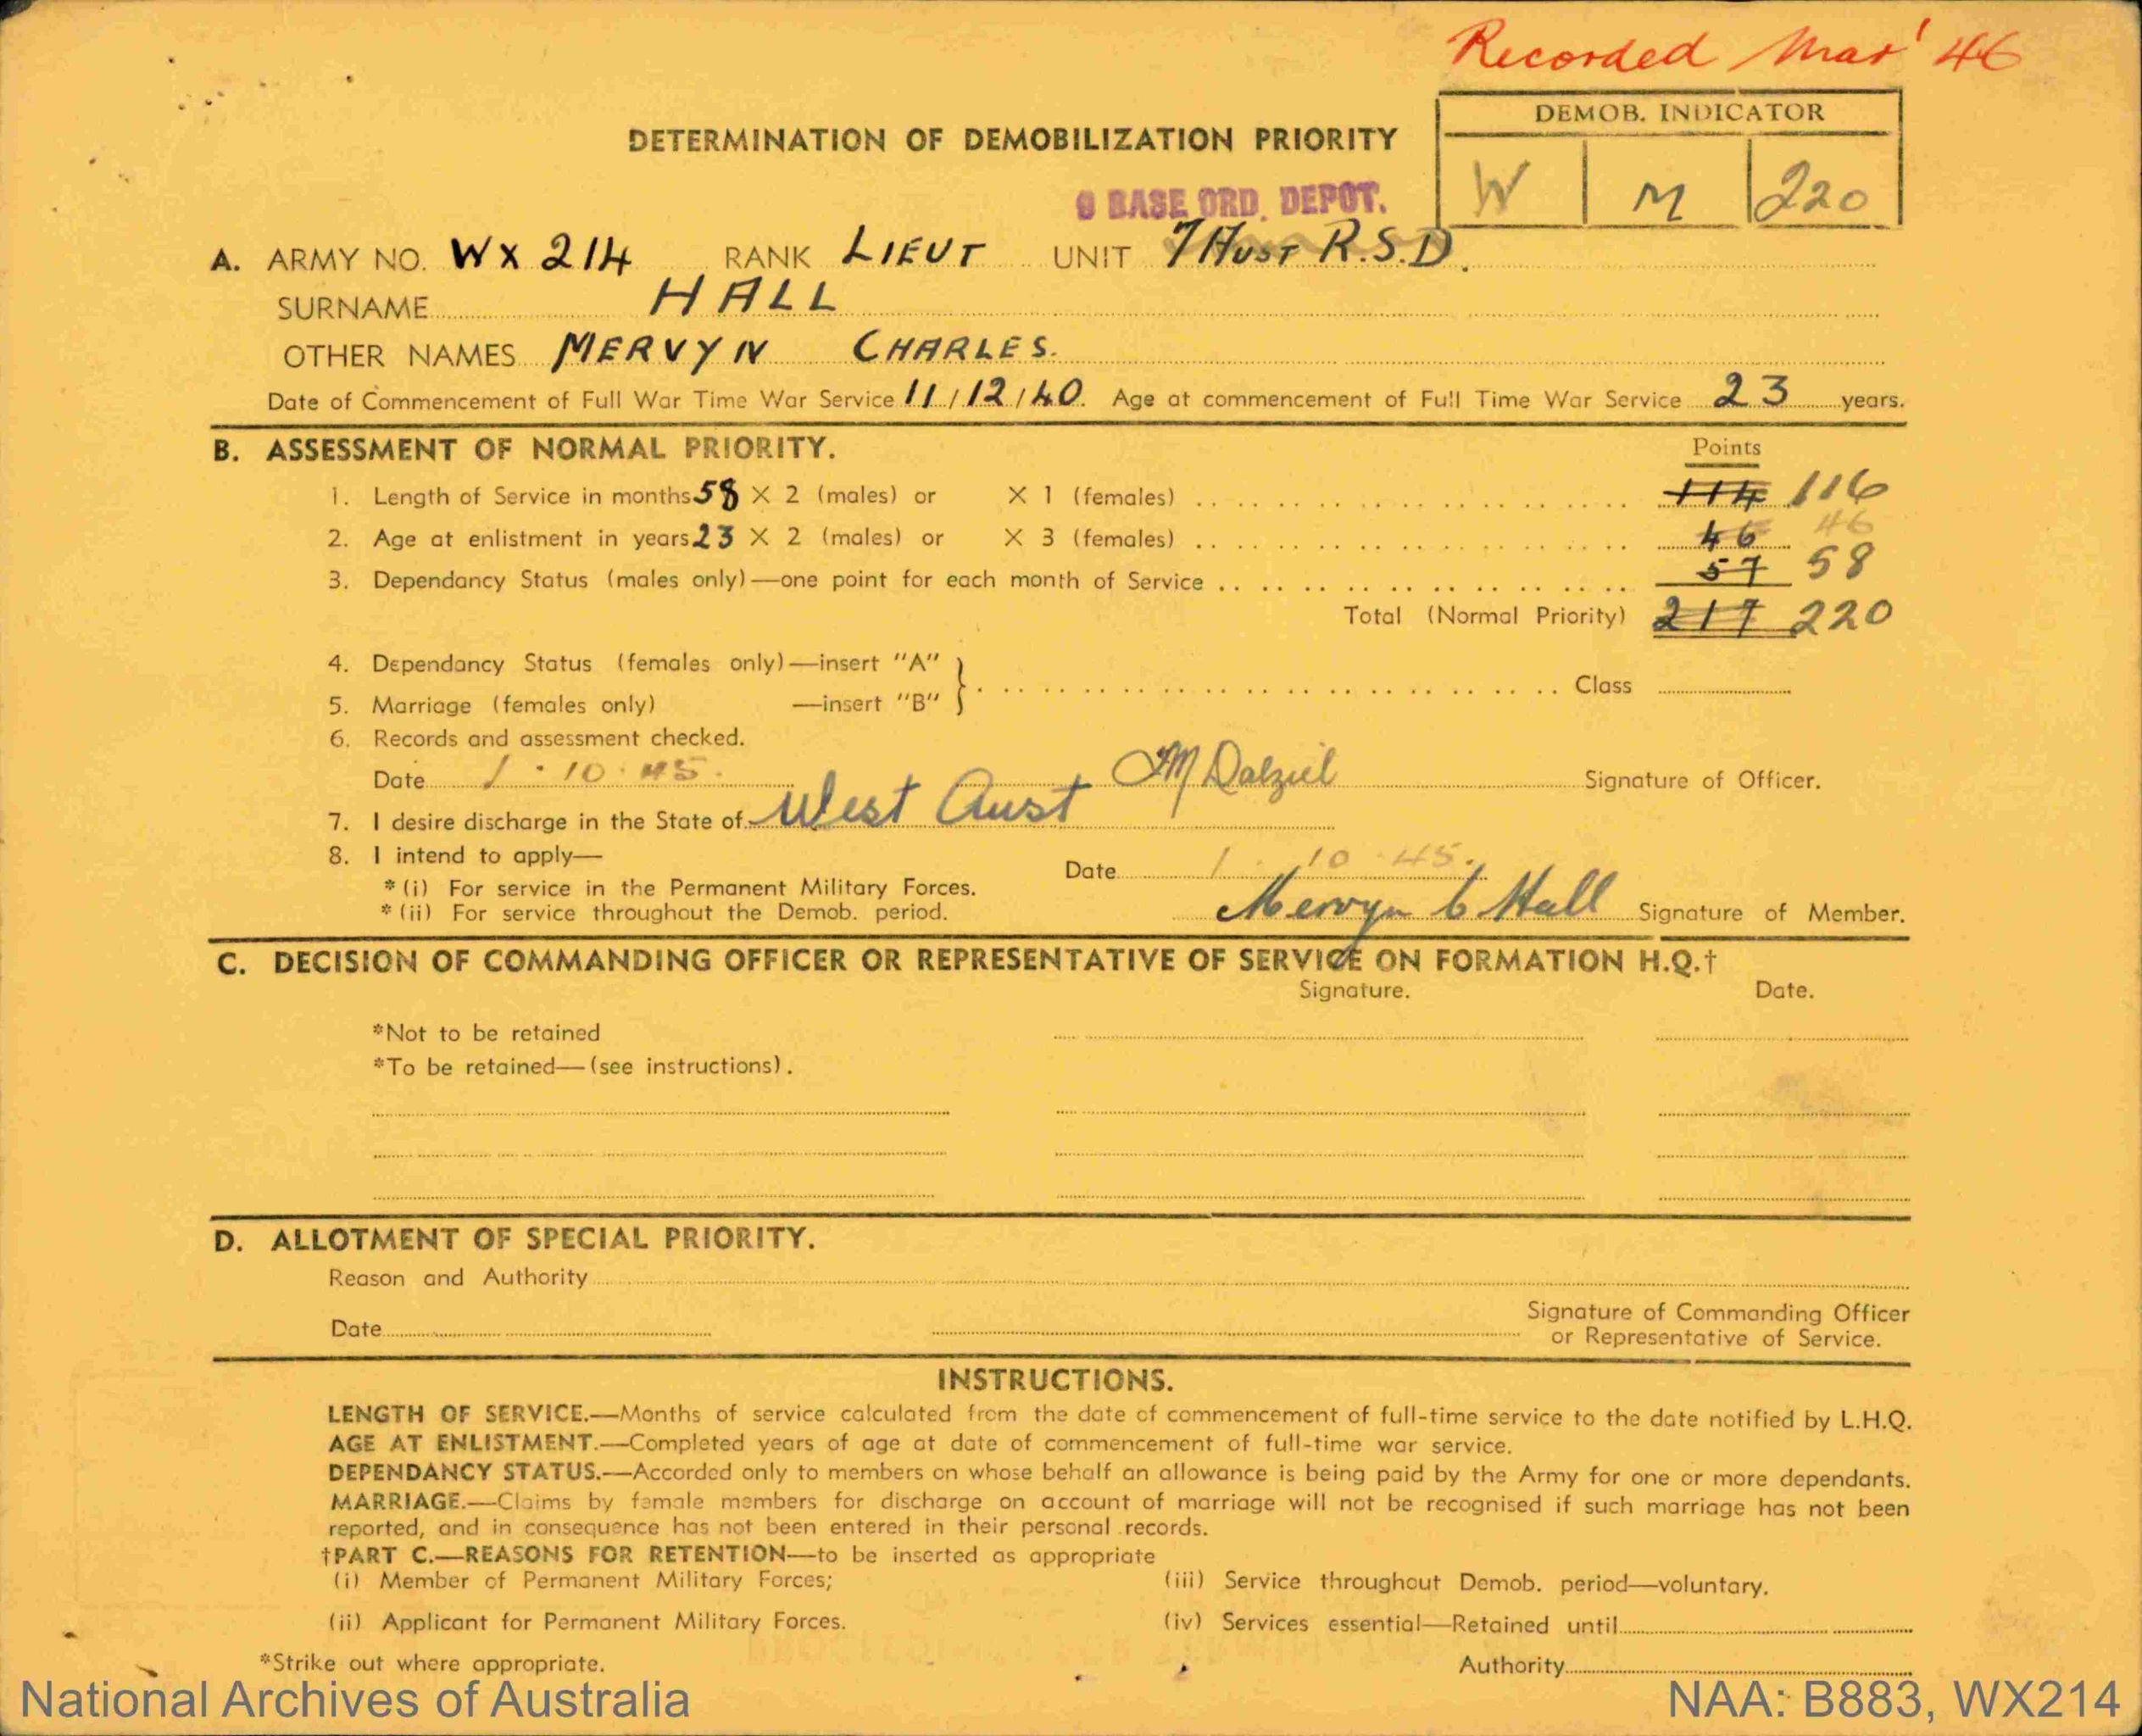 Recorded Mar' 46
DEMOB. INDICATOR
W M 220
DETERMINATION OF DEMOBILIZATION PRIORITY
9 BASE ORD. DEPOT.
A. ARMY NO. WX 214 RANK LIEUT UNIT 7 AUST R.S.D.
SURNAME HALL
OTHER NAMES MERVYN CHARLES.
Date of Commencement of Full War Time War Service 11/12/40. Age at commencement of Full Time War Service 23 years.
B. ASSESSMENT OF NORMAL PRIORITY.
Points
1. Length of Service in months 58 × 2 (males) or × 1 (females) 114 116
2. Age at enlistment in years 23 × 2 (males) or × 3 (females) 46 46
3. Dependancy Status (males only)—one point for each month of Service 57 58
Total (Normal Priority) 217 220
4. Dependancy Status (females only)—insert "A"
5. Marriage (females only) —insert "B"
Class
6. Records and assessment checked.
Date 1.10.45. M Dalziel Signature of Officer.
7. I desire discharge in the State of West Aust
8. I intend to apply—
Date 1.10.45.
*(i) For service in the Permanent Military Forces.
*(ii) For service throughout the Demob. period.
Mervyn C Hall Signature of Member.
C. DECISION OF COMMANDING OFFICER OR REPRESENTATIVE OF SERVICE ON FORMATION H.Q.†
Signature. Date.
*Not to be retained
*To be retained—(see instructions).
D. ALLOTMENT OF SPECIAL PRIORITY.
Reason and Authority
Signature of Commanding Officer
Date or Representative of Service.
INSTRUCTIONS.
LENGTH OF SERVICE.—Months of service calculated from the date of commencement of full-time service to the date notified by L.H.Q.
AGE AT ENLISTMENT.—Completed years of age at date of commencement of full-time war service.
DEPENDANCY STATUS.—Accorded only to members on whose behalf an allowance is being paid by the Army for one or more dependants.
MARRIAGE.—Claims by female members for discharge on account of marriage will not be recognised if such marriage has not been
reported, and in consequence has not been entered in their personal records.
†PART C.—REASONS FOR RETENTION—to be inserted as appropriate
(i) Member of Permanent Military Forces; (iii) Service throughout Demob. period—voluntary.
(ii) Applicant for Permanent Military Forces. (iv) Services essential—Retained until
*Strike out where appropriate. Authority
National Archives of Australia NAA: B883, WX214